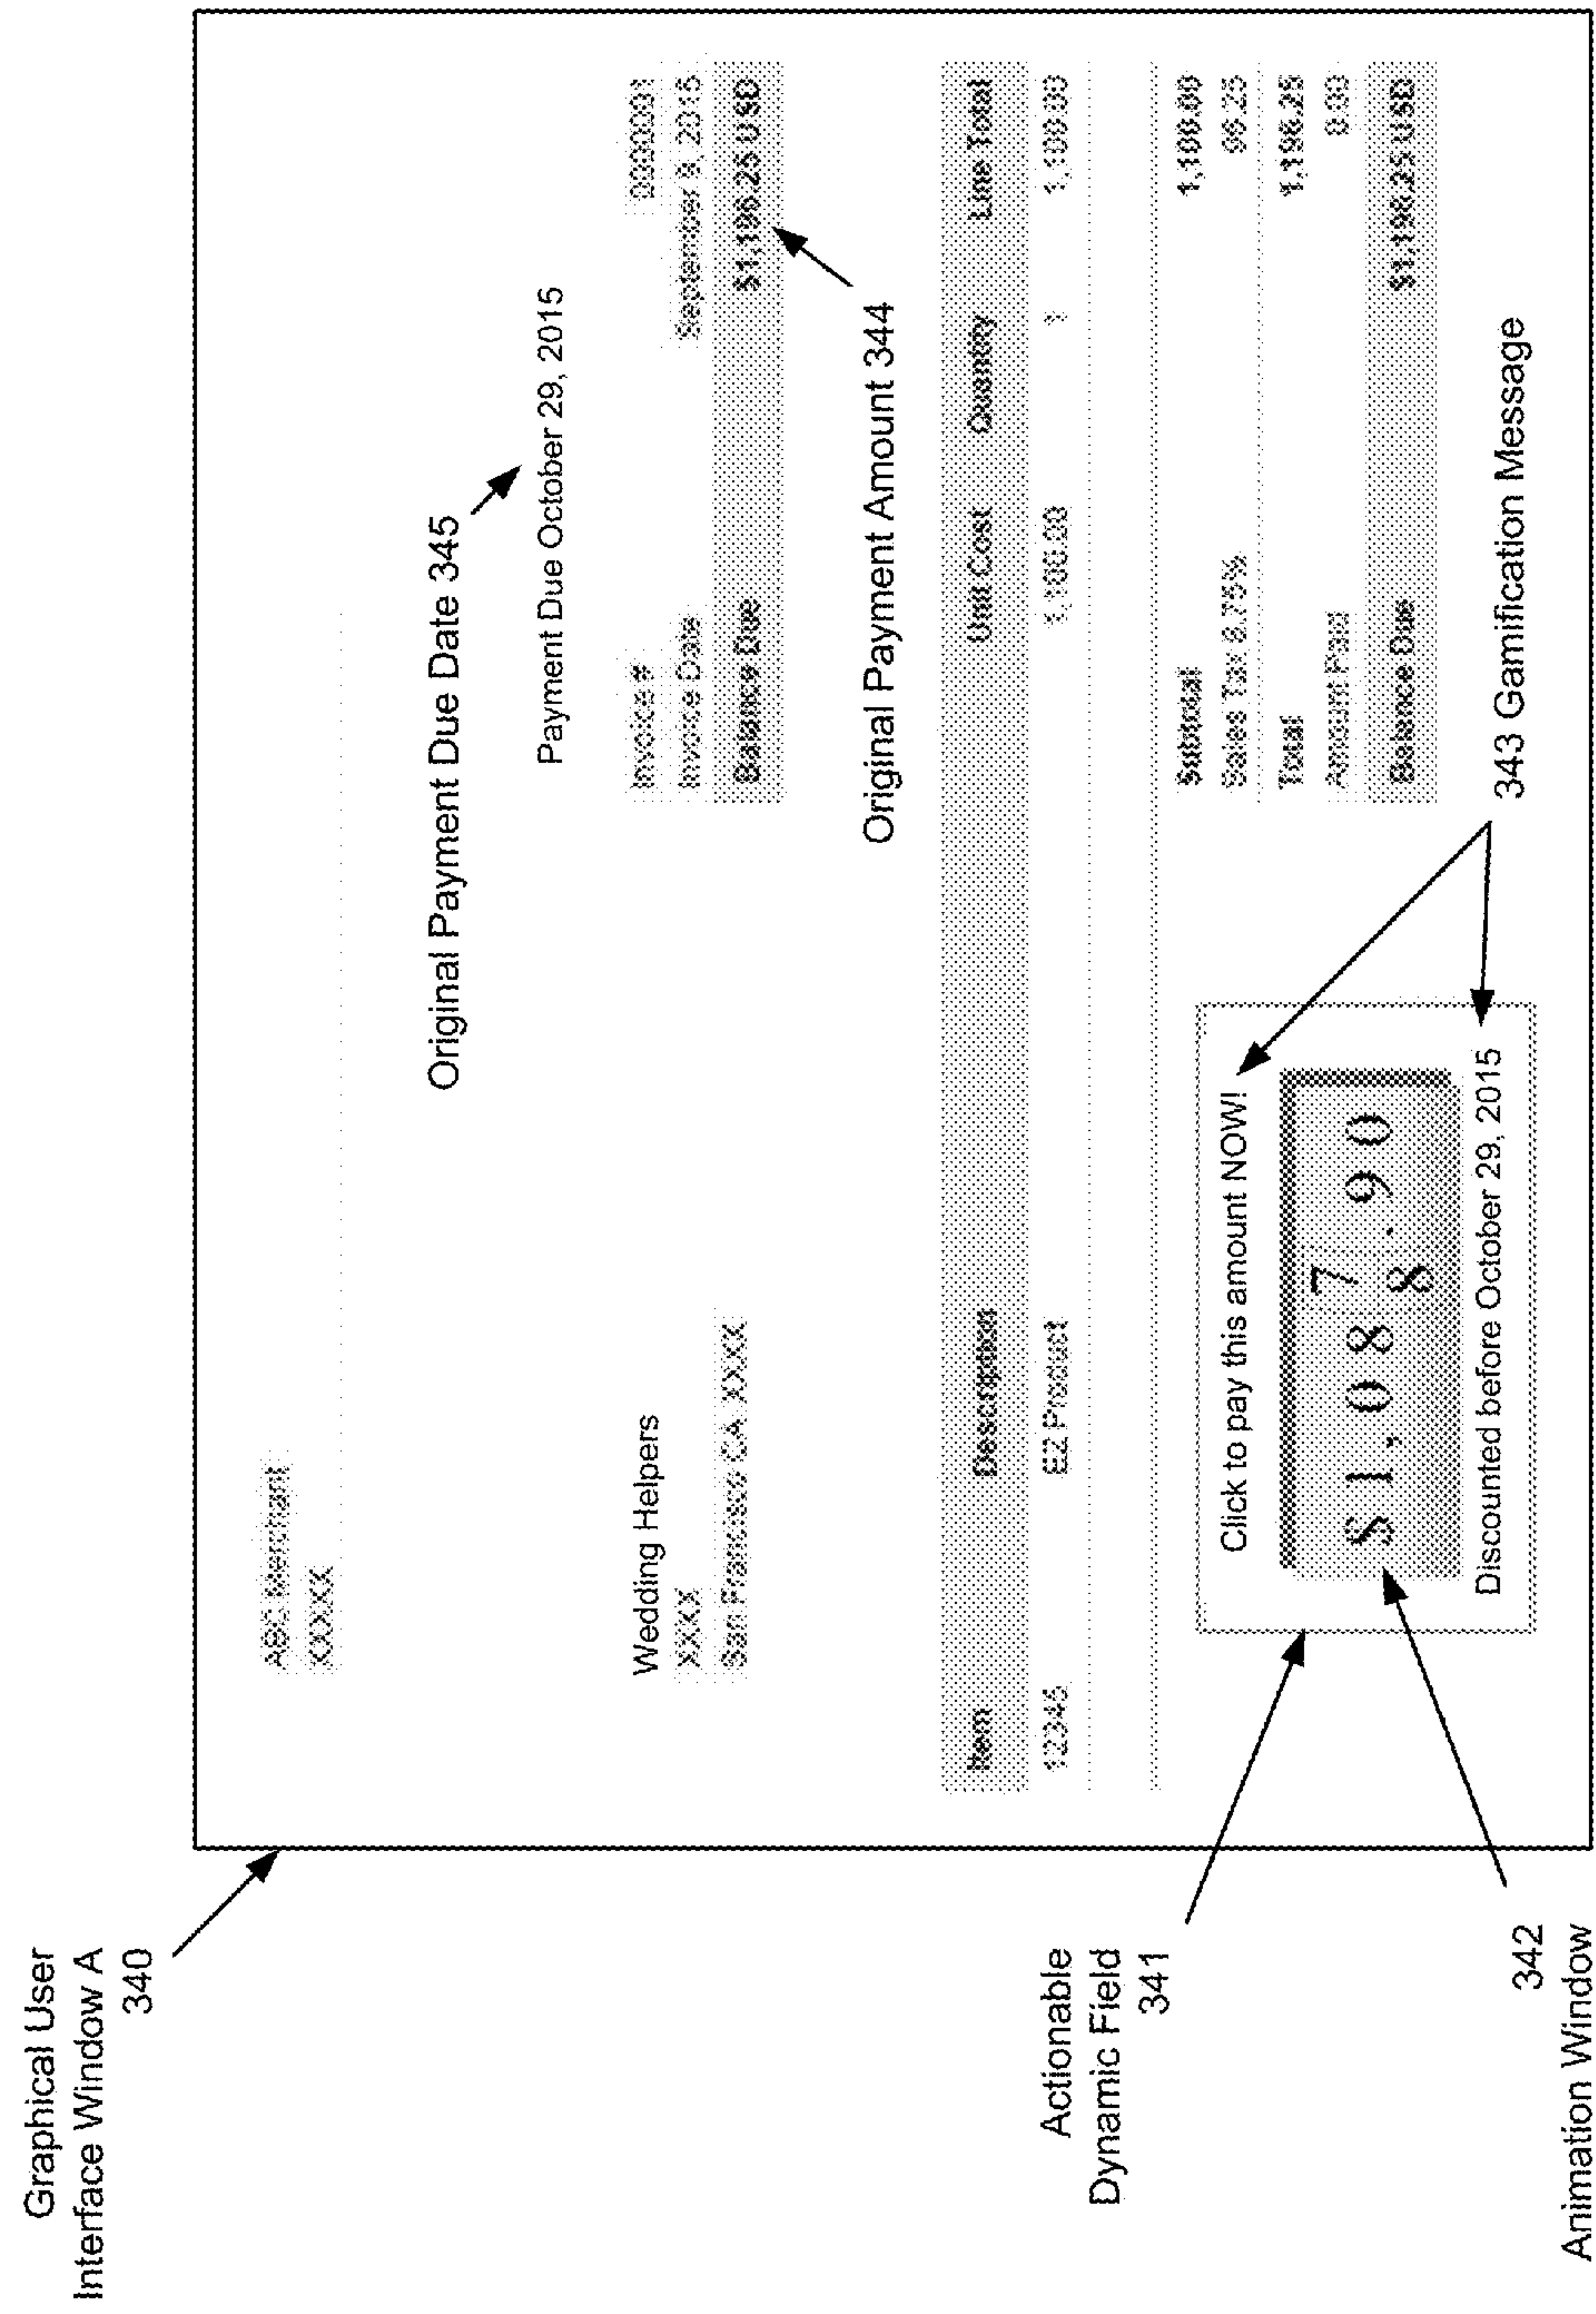 Graphical User
Interface Window A
340
ABC Merchant
XXXXX
Original Payment Due Date 345
Payment Due October 29, 2015
Wedding Helpers
XXXX
San Francisco CA XXXX
Invoice # 000001
Invoice Date September 9, 2015
Balance Due $1,196.25 USD
Original Payment Amount 344
Item Description Unit Cost Quantity Line Total
12345 EZ Product 1,100.00 1 1,100.00
Subtotal 1,100.00
Sales Tax 8.75% 96.25
Total 1,196.25
Amount Paid 0.00
Balance Due $1,196.25 USD
Actionable
Dynamic Field
341
Click to pay this amount NOW!
7
$1,088.90
8
Discounted before October 29, 2015
343 Gamification Message
342
Animation Window